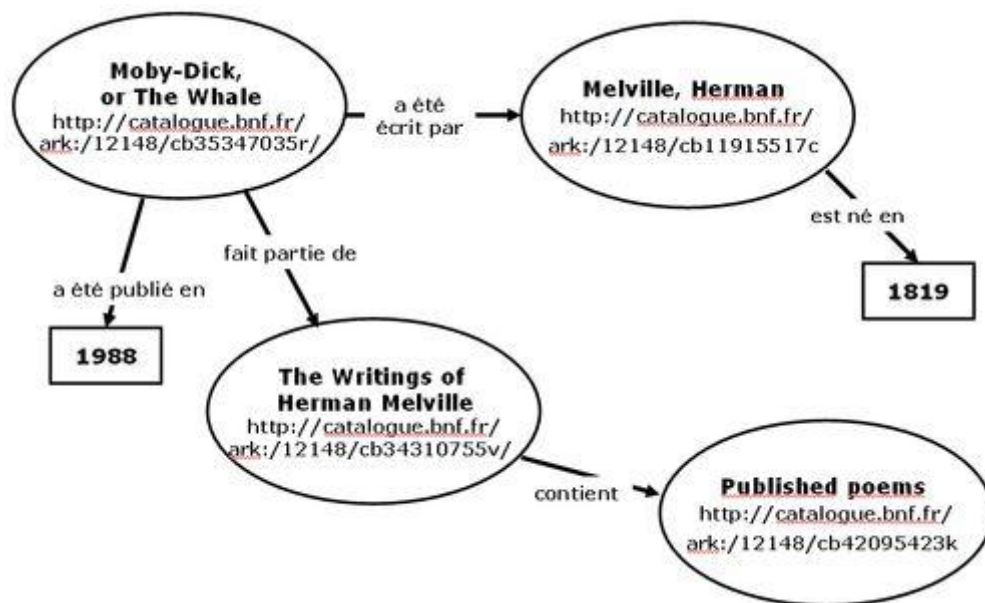 Moby-Dick,
or The Whale
http://catalogue.bnf.fr/
ark:/12148/cb35347035r/
a été
écrit par
Melville, Herman
http://catalogue.bnf.fr/
ark:/12148/cb11915517c
est né en
1819
fait partie de
a été publié en
1988
The Writings of
Herman Melville
http://catalogue.bnf.fr/
ark:/12148/cb34310755v/
contient
Published poems
http://catalogue.bnf.fr/
ark:/12148/cb42095423k